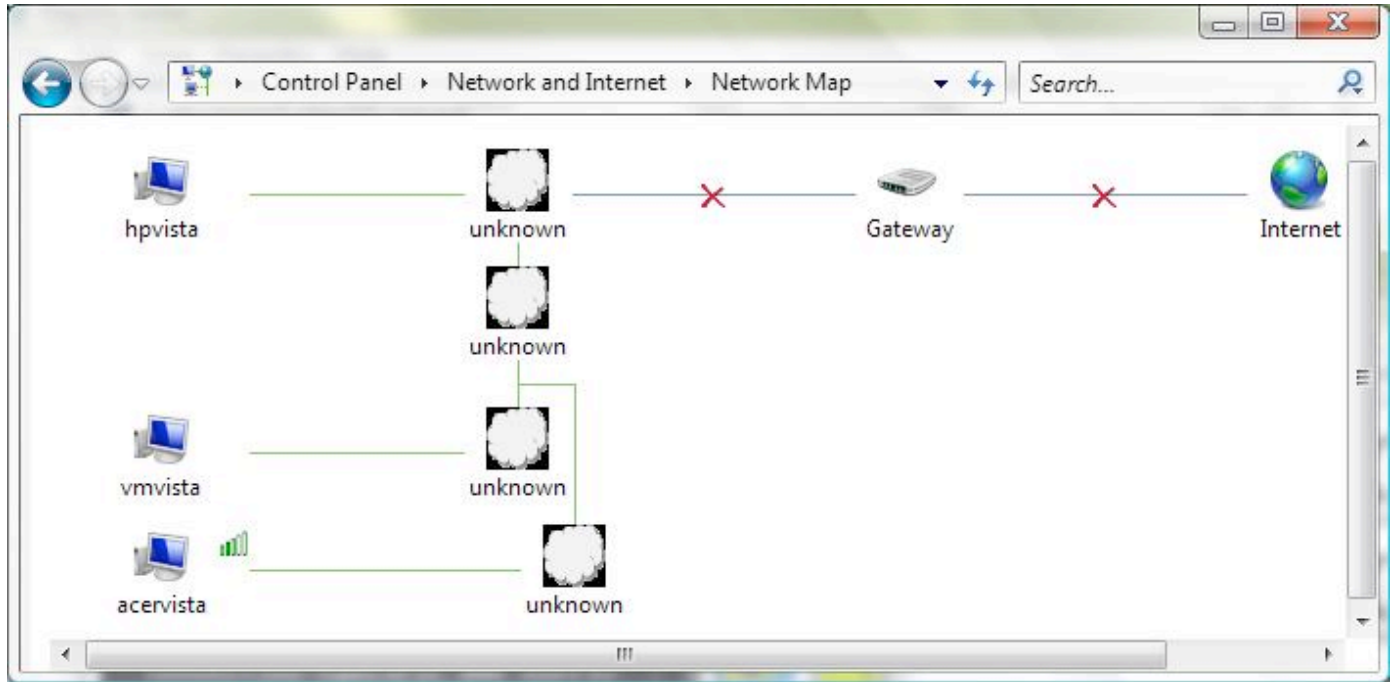 Control Panel Network and Internet Network Map Search...
hpvista unknown Gateway Internet
unknown
vmvista unknown
acervista unknown